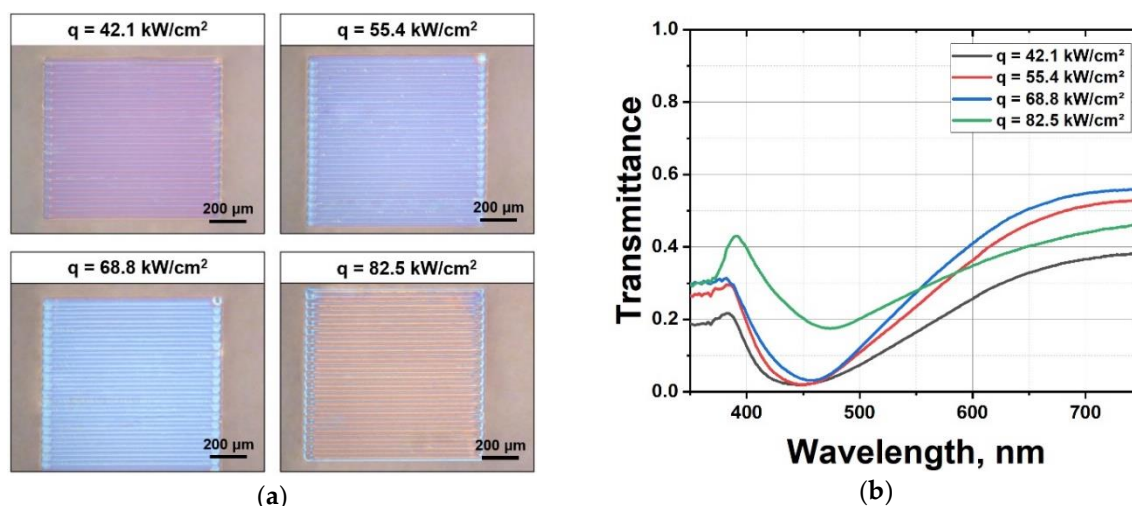 q = 42.1 kW/cm²
q = 55.4 kW/cm²
200 µm
200 µm
q = 68.8 kW/cm²
q = 82.5 kW/cm²
200 µm
200 µm
(a)
1.0
0.8
0.6
0.4
0.2
0.0
Transmittance
q = 42.1 kW/cm²
q = 55.4 kW/cm²
q = 68.8 kW/cm²
q = 82.5 kW/cm²
400
500
600
700
Wavelength, nm
(b)